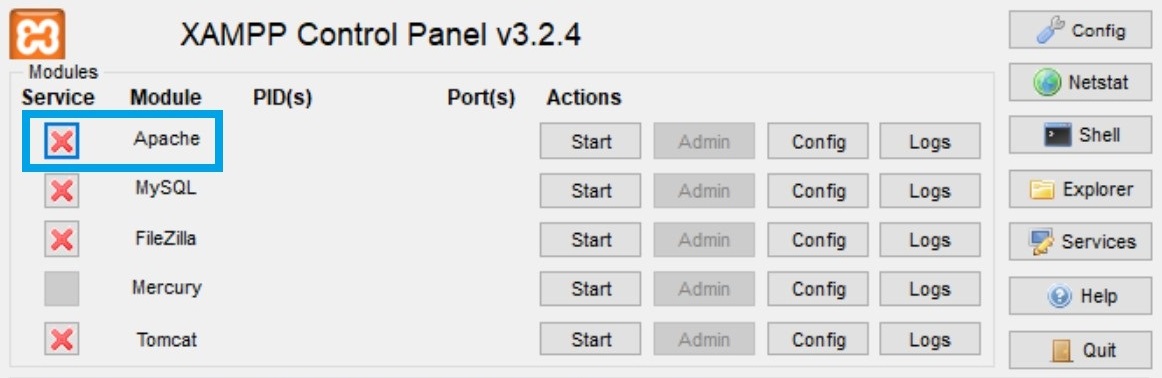 XAMPP Control Panel v3.2.4
Config
Modules
Service Module PID(s) Port(s) Actions
Netstat
Apache Start Admin Config Logs
Shell
MySQL Start Admin Config Logs
Explorer
FileZilla Start Admin Config Logs
Services
Mercury Start Admin Config Logs
Help
Tomcat Start Admin Config Logs
Quit